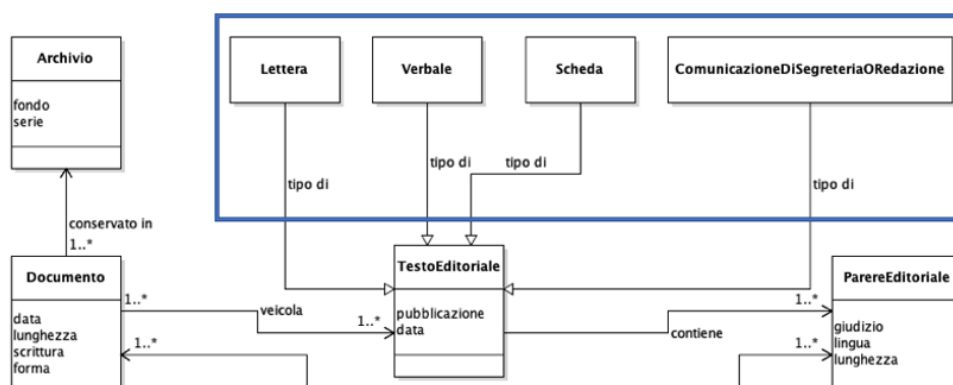 Archivio
fondo
serie
Lettera
Verbale
Scheda
ComunicazioneDiSegreteriaORedazione
tipo di
tipo di
tipo di
tipo di
conservato in
1..*
Documento
data
lunghezza
scrittura
forma
1..*
veicola
1..*
1..*
TestoEditoriale
pubblicazione
data
contiene
1..*
1..*
ParereEditoriale
giudizio
lingua
lunghezza